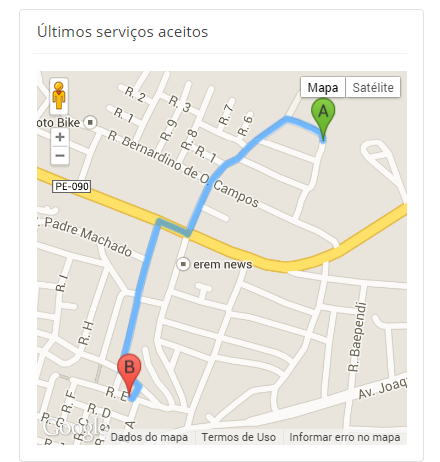 Últimos serviços aceitos
Mapa
Satélite
A
R. 2
R. 3
R. 1
R. 7
R. 6
R. 9
R. 8
R. 1
oto Bike
R. Bernardino de O. Campos
PE-090
Padre Machado
erem news
R. I
R. H
R. Baependi
B
R. E
R. D
R. F
R. G
R. C
A
Av. Joaq
Google
Dados do mapa
Termos de Uso
Informar erro no mapa